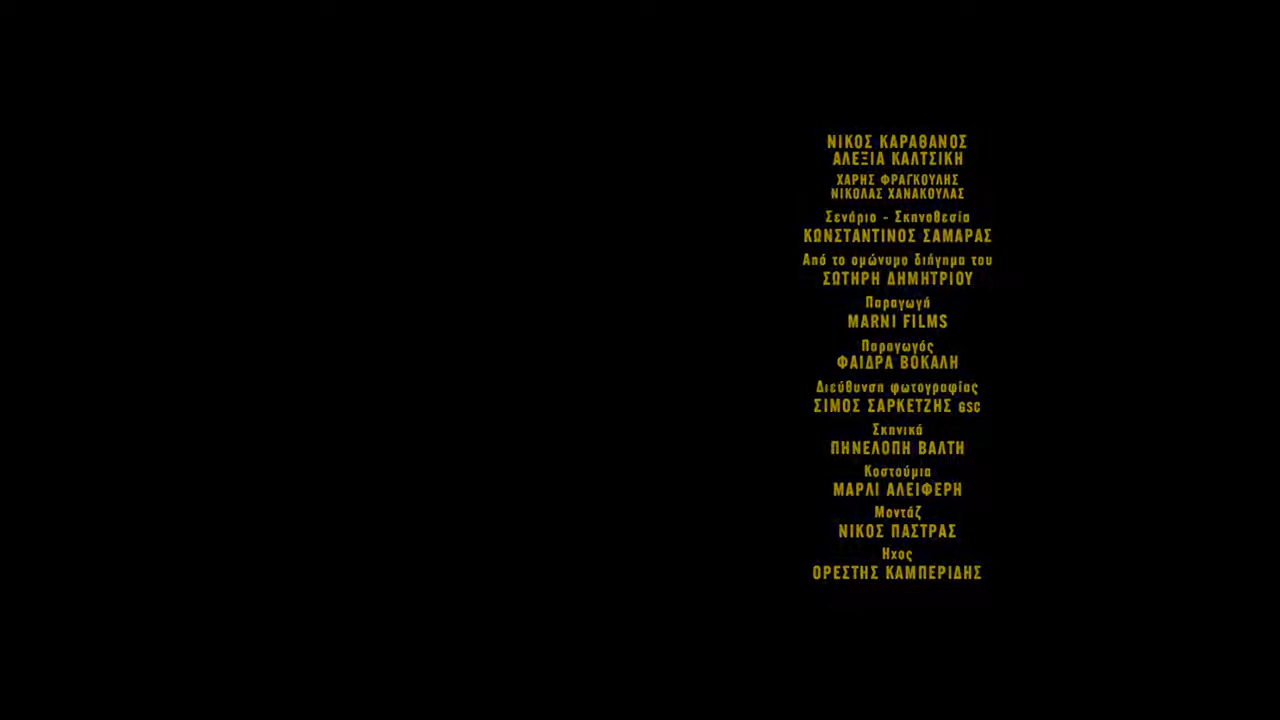 ΝΙΚΟΣ ΚΑΡΑΘΑΝΟΣ
ΑΛΕΞΙΑ ΚΑΛΤΣΙΚΗ
ΧΑΡΗΣ ΦΡΑΓΚΟΥΛΗΣ
ΝΙΚΟΛΑΣ ΧΑΝΑΚΟΥΛΑΣ
Σενάριο - Σκηνοθεσία
ΚΩΝΣΤΑΝΤΙΝΟΣ ΣΑΜΑΡΑΣ
Από το ομώνυμο διήγημα του
ΣΩΤΗΡΗ ΔΗΜΗΤΡΙΟΥ
Παραγωγή
MARNI FILMS
Παραγωγός
ΦΑΙΔΡΑ ΒΟΚΑΛΗ
Διεύθυνση φωτογραφίας
ΣΙΜΟΣ ΣΑΡΚΕΤΖΗΣ GSC
Σκηνικά
ΠΗΝΕΛΟΠΗ ΒΑΛΤΗ
Κοστούμια
ΜΑΡΛΙ ΑΛΕΙΦΕΡΗ
Μοντάζ
ΝΙΚΟΣ ΠΑΣΤΡΑΣ
Ηχος
ΟΡΕΣΤΗΣ ΚΑΜΠΕΡΙΔΗΣ